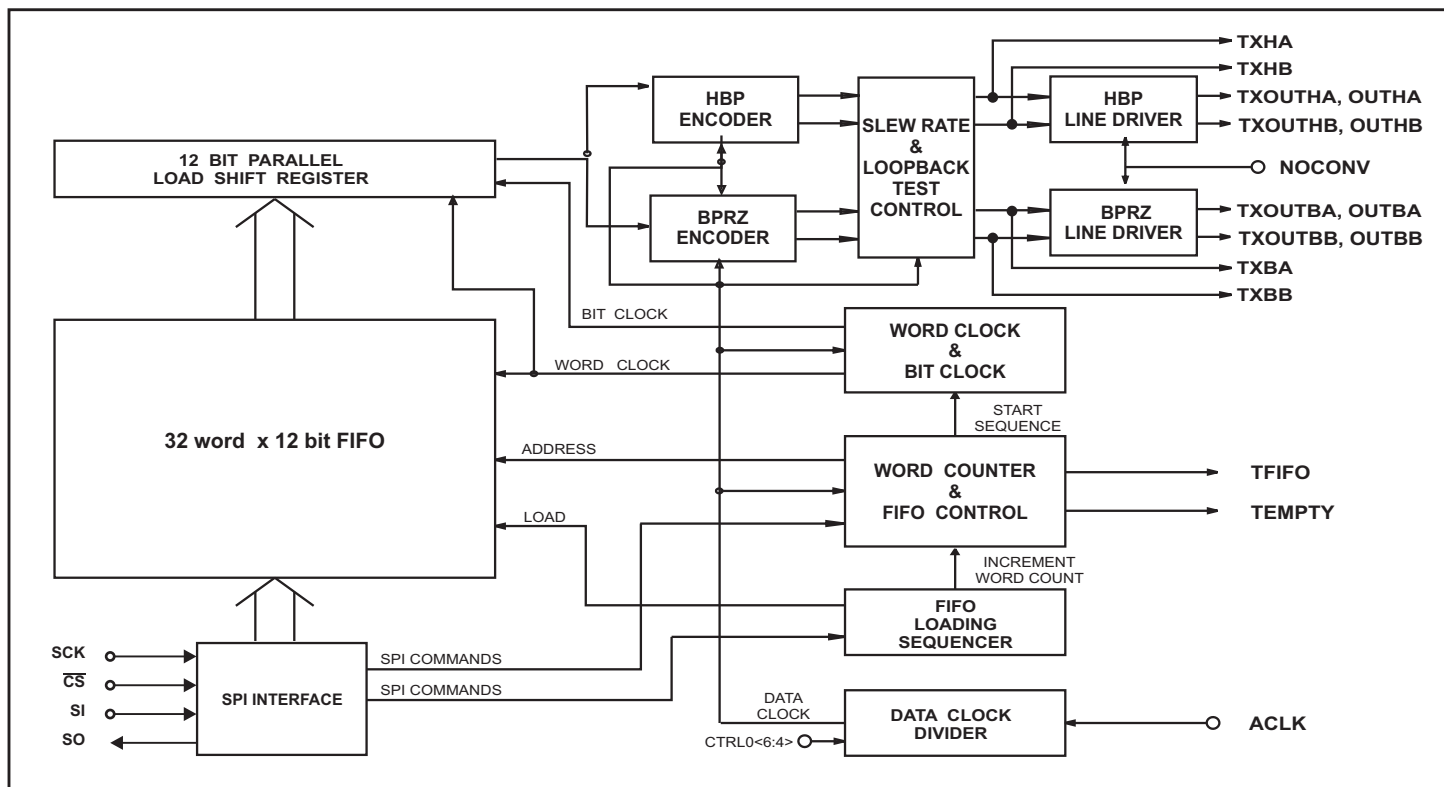 TXHA
TXHB
HBP
ENCODER
SLEW RATE
&
LOOPBACK
TEST
CONTROL
HBP
LINE DRIVER
TXOUTHA, OUTHA
TXOUTHB, OUTHB
12 BIT PARALLEL
LOAD SHIFT REGISTER
NOCONV
BPRZ
ENCODER
BPRZ
LINE DRIVER
TXOUTBA, OUTBA
TXOUTBB, OUTBB
TXBA
TXBB
BIT CLOCK
WORD CLOCK
WORD CLOCK
&
BIT CLOCK
START
SEQUENCE
32 word x 12 bit FIFO
ADDRESS
WORD COUNTER
&
FIFO CONTROL
TFIFO
TEMPTY
LOAD
INCREMENT
WORD COUNT
FIFO
LOADING
SEQUENCER
SCK
CS
SI
SO
SPI INTERFACE
SPI COMMANDS
SPI COMMANDS
DATA
CLOCK
CTRL0<6:4>
DATA CLOCK
DIVIDER
ACLK